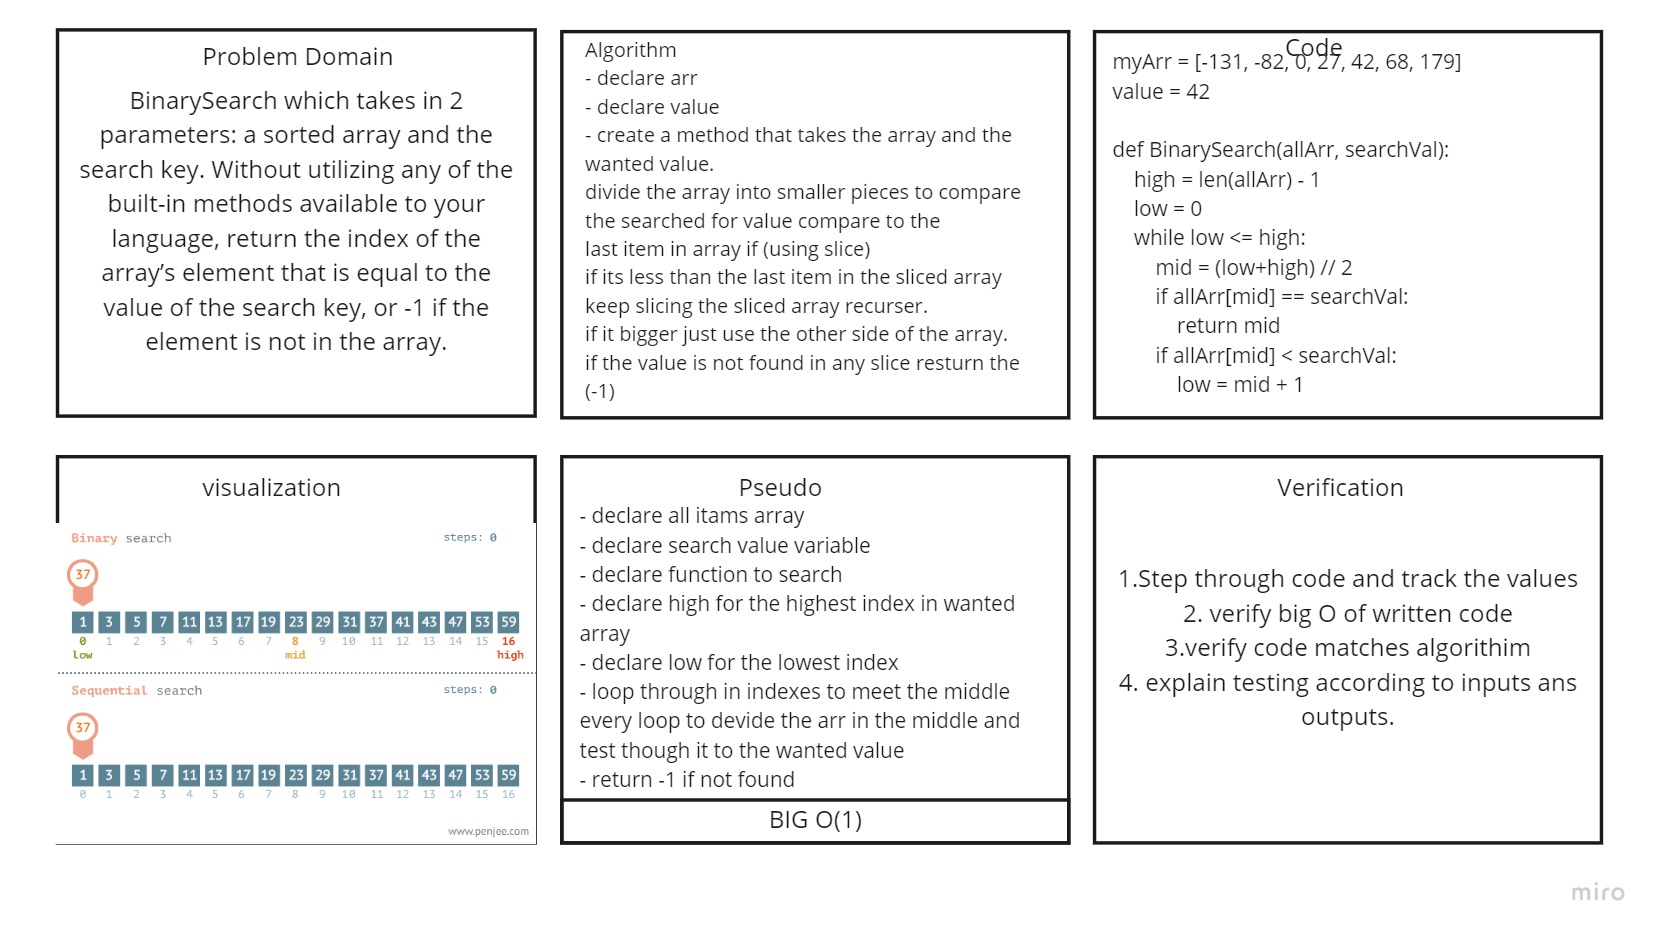 Problem Domain
BinarySearch which takes in 2
parameters: a sorted array and the
search key. Without utilizing any of the
built-in methods available to your
language, return the index of the
array’s element that is equal to the
value of the search key, or -1 if the
element is not in the array.
Algorithm
- declare arr
- declare value
- create a method that takes the array and the
wanted value.
divide the array into smaller pieces to compare
the searched for value compare to the
last item in array if (using slice)
if its less than the last item in the sliced array
keep slicing the sliced array recurser.
if it bigger just use the other side of the array.
if the value is not found in any slice resturn the
(-1)
Code
myArr = [-131, -82, 0, 27, 42, 68, 179]
value = 42
def BinarySearch(allArr, searchVal):
high = len(allArr) - 1
low = 0
while low <= high:
mid = (low+high) // 2
if allArr[mid] == searchVal:
return mid
if allArr[mid] < searchVal:
low = mid + 1
visualization
Binary search steps: 0
37
1 3 5 7 11 13 17 19 23 29 31 37 41 43 47 53 59
0 1 2 3 4 5 6 7 8 9 10 11 12 13 14 15 16
low mid high
Sequential search steps: 0
37
1 3 5 7 11 13 17 19 23 29 31 37 41 43 47 53 59
0 1 2 3 4 5 6 7 8 9 10 11 12 13 14 15 16
www.penjee.com
Pseudo
- declare all itams array
- declare search value variable
- declare function to search
- declare high for the highest index in wanted
array
- declare low for the lowest index
- loop through in indexes to meet the middle
every loop to devide the arr in the middle and
test though it to the wanted value
- return -1 if not found
BIG O(1)
Verification
1.Step through code and track the values
2. verify big O of written code
3.verify code matches algorithim
4. explain testing according to inputs ans
outputs.
miro